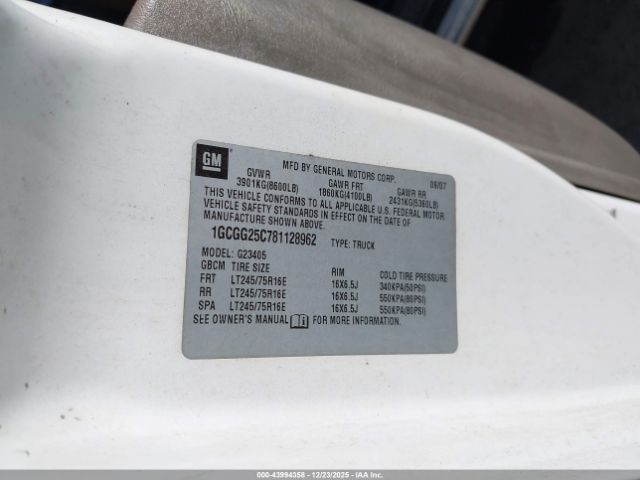 GM
MFD BY GENERAL MOTORS CORP. 08/07
GVWR GAWR FRT GAWR RR
3901KG(8600LB) 1860KG(4100LB) 2431KG(5360LB)
THIS VEHICLE CONFORMS TO ALL APPLICABLE U.S. FEDERAL MOTOR
VEHICLE SAFETY STANDARDS IN EFFECT ON THE DATE OF
MANUFACTURE SHOWN ABOVE.
1GCGG25C781128962 TYPE: TRUCK
MODEL: G23405
GBCM TIRE SIZE RIM COLD TIRE PRESSURE
FRT LT245/75R16E 16X6.5J 340KPA(50PSI)
RR LT245/75R16E 16X6.5J 550KPA(80PSI)
SPA LT245/75R16E 16X6.5J 550KPA(80PSI)
SEE OWNER'S MANUAL FOR MORE INFORMATION.
000-43994358 - 12/23/2025 - IAA Inc.